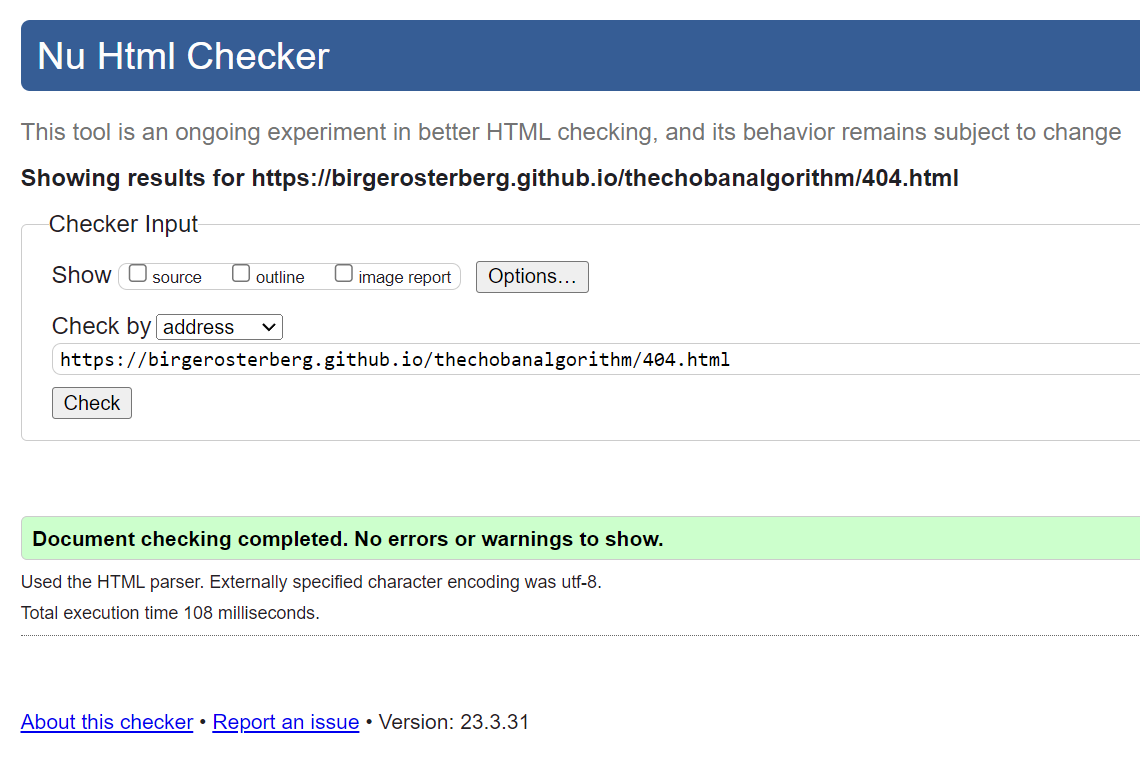 Nu Html Checker
This tool is an ongoing experiment in better HTML checking, and its behavior remains subject to change
Showing results for https://birgerosterberg.github.io/thechobanalgorithm/404.html
Checker Input
Show source outline image report Options...
Check by address
https://birgerosterberg.github.io/thechobanalgorithm/404.html
Check
Document checking completed. No errors or warnings to show.
Used the HTML parser. Externally specified character encoding was utf-8.
Total execution time 108 milliseconds.
About this checker • Report an issue • Version: 23.3.31